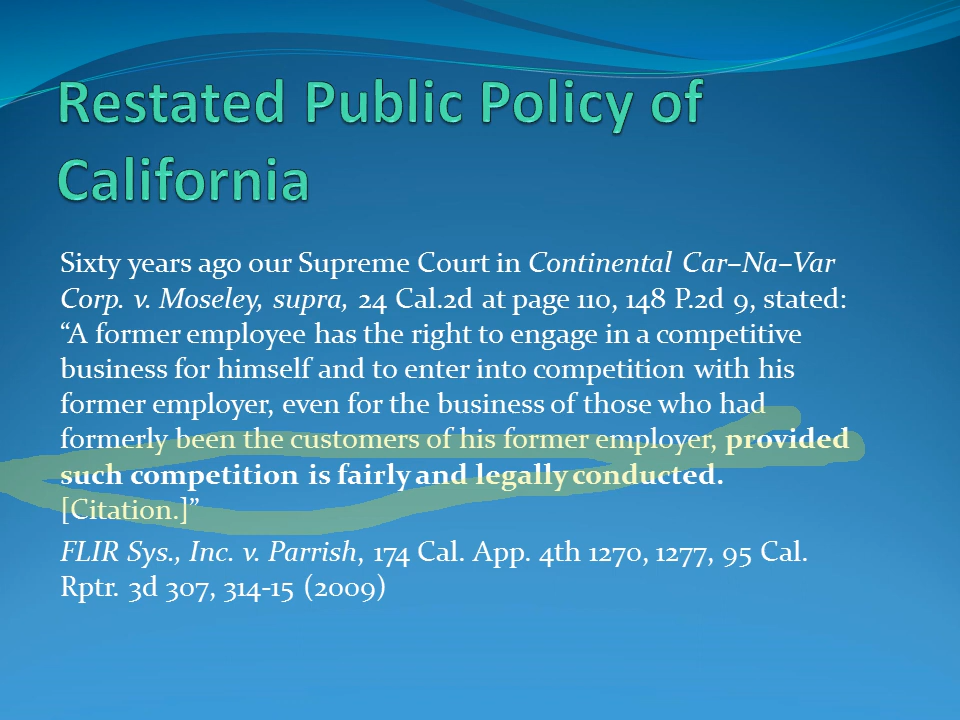 Restated Public Policy of
California
Sixty years ago our Supreme Court in Continental Car–Na–Var
Corp. v. Moseley, supra, 24 Cal.2d at page 110, 148 P.2d 9, stated:
“A former employee has the right to engage in a competitive
business for himself and to enter into competition with his
former employer, even for the business of those who had
formerly been the customers of his former employer, provided
such competition is fairly and legally conducted.
[Citation.]”
FLIR Sys., Inc. v. Parrish, 174 Cal. App. 4th 1270, 1277, 95 Cal.
Rptr. 3d 307, 314-15 (2009)